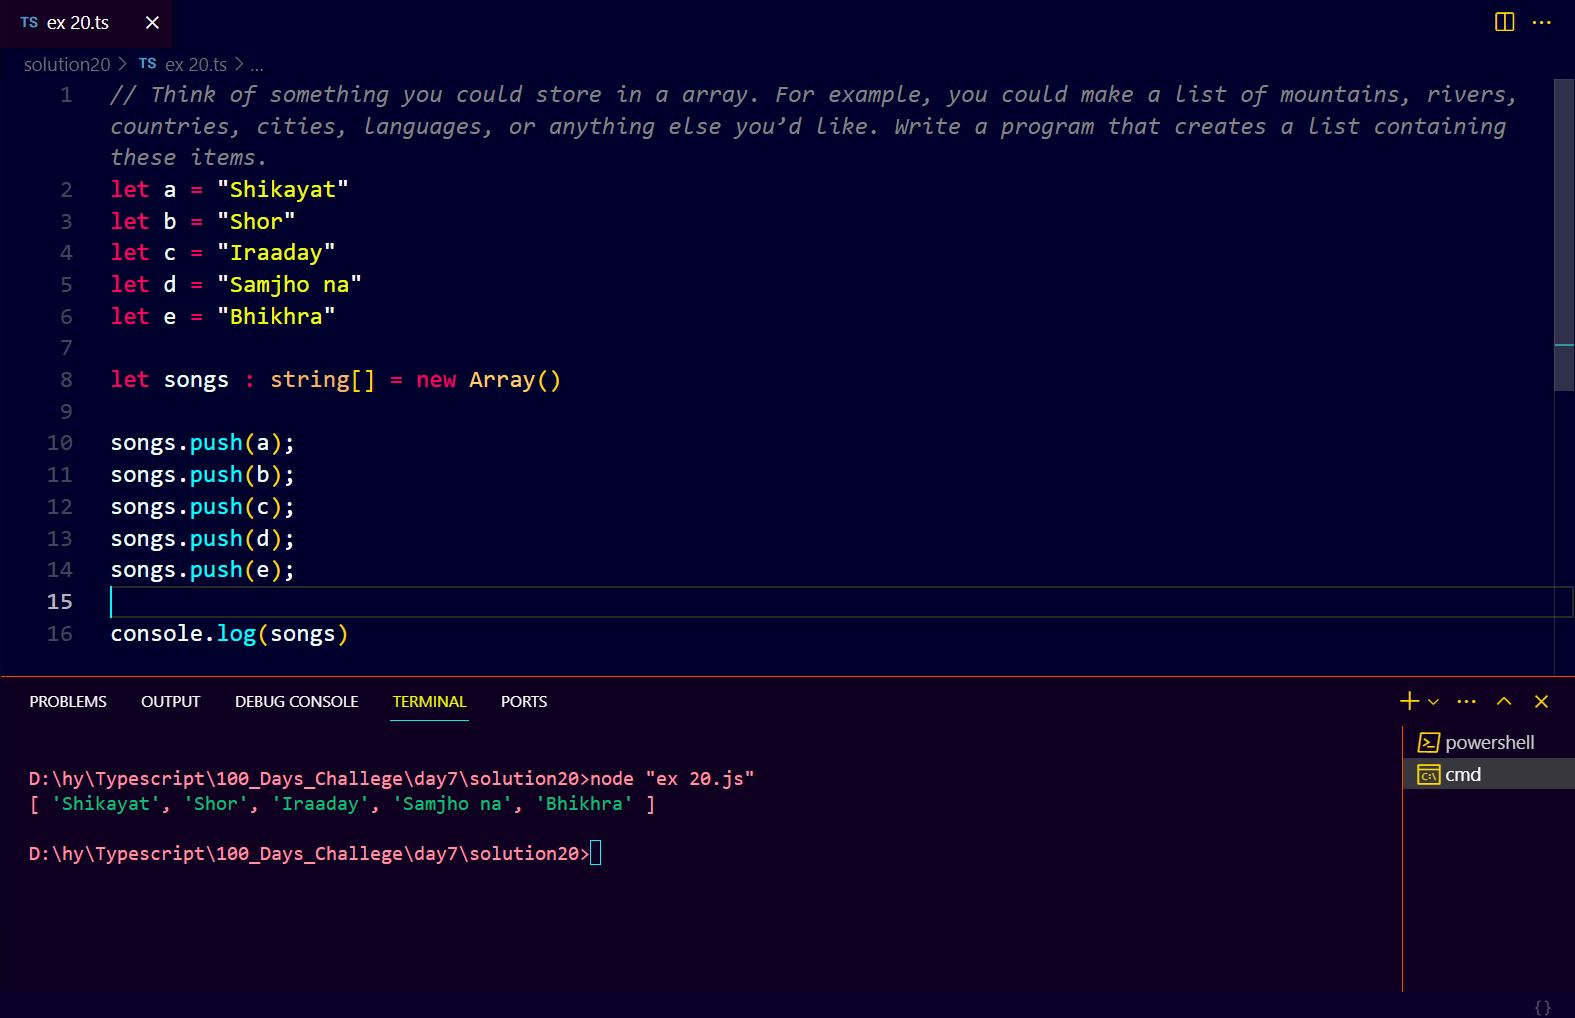 TS ex 20.ts
solution20 > TS ex 20.ts > ...
1 // Think of something you could store in a array. For example, you could make a list of mountains, rivers,
countries, cities, languages, or anything else you’d like. Write a program that creates a list containing
these items.
2 let a = "Shikayat"
3 let b = "Shor"
4 let c = "Iraaday"
5 let d = "Samjho na"
6 let e = "Bhikhra"
7
8 let songs : string[] = new Array()
9
10 songs.push(a);
11 songs.push(b);
12 songs.push(c);
13 songs.push(d);
14 songs.push(e);
15
16 console.log(songs)
PROBLEMS OUTPUT DEBUG CONSOLE TERMINAL PORTS
powershell
cmd
D:\hy\Typescript\100_Days_Challege\day7\solution20>node "ex 20.js"
[ 'Shikayat', 'Shor', 'Iraaday', 'Samjho na', 'Bhikhra' ]
D:\hy\Typescript\100_Days_Challege\day7\solution20>
{}